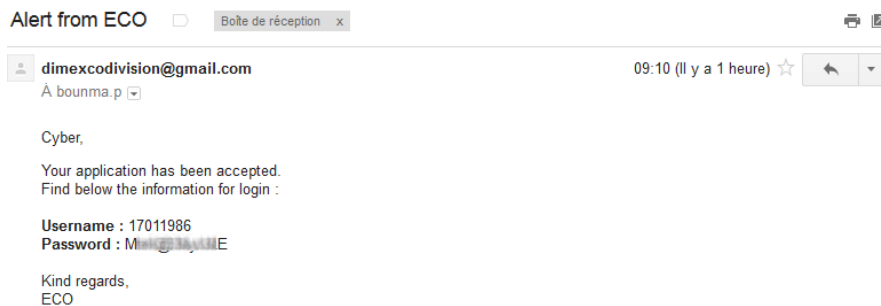 Alert from ECO
Boîte de réception x
dimexcodivision@gmail.com
09:10 (Il y a 1 heure)
À bounma.p
Cyber,
Your application has been accepted.
Find below the information for login :
Username : 17011986
Password :
Kind regards,
ECO